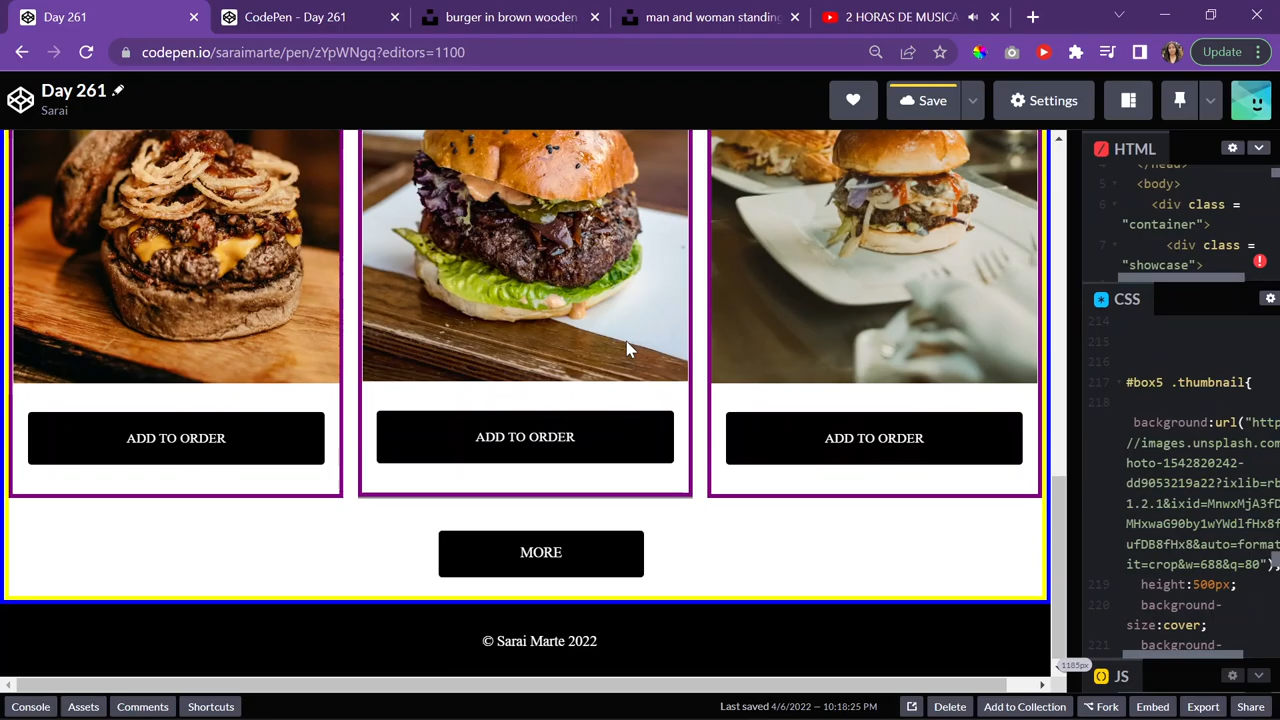 Day 261
CodePen - Day 261
burger in brown wooden
man and woman standing
2 HORAS DE MUSICA
codepen.io/saraimarte/pen/zYpWNgq?editors=1100
Update
Day 261
Sarai
Save
Settings
HTML
5 <body>
6 <div class =
"container">
7 <div class =
"showcase">
CSS
214
215
216
217 #box5 .thumbnail{
218
background:url("http
//images.unsplash.com
hoto-1542820242-
dd9053219a22?ixlib=rb
1.2.1&ixid=MnwxMjA3fD
MHxwaG90by1wYWdlfHx8f
ufDB8fHx8&auto=format
it=crop&w=688&q=80")
219 height:500px;
220 background-
size:cover;
221 background-
ADD TO ORDER
ADD TO ORDER
ADD TO ORDER
MORE
© Sarai Marte 2022
1185px
JS
Console
Assets
Comments
Shortcuts
Last saved 4/6/2022 — 10:18:25 PM
Delete
Add to Collection
Fork
Embed
Export
Share